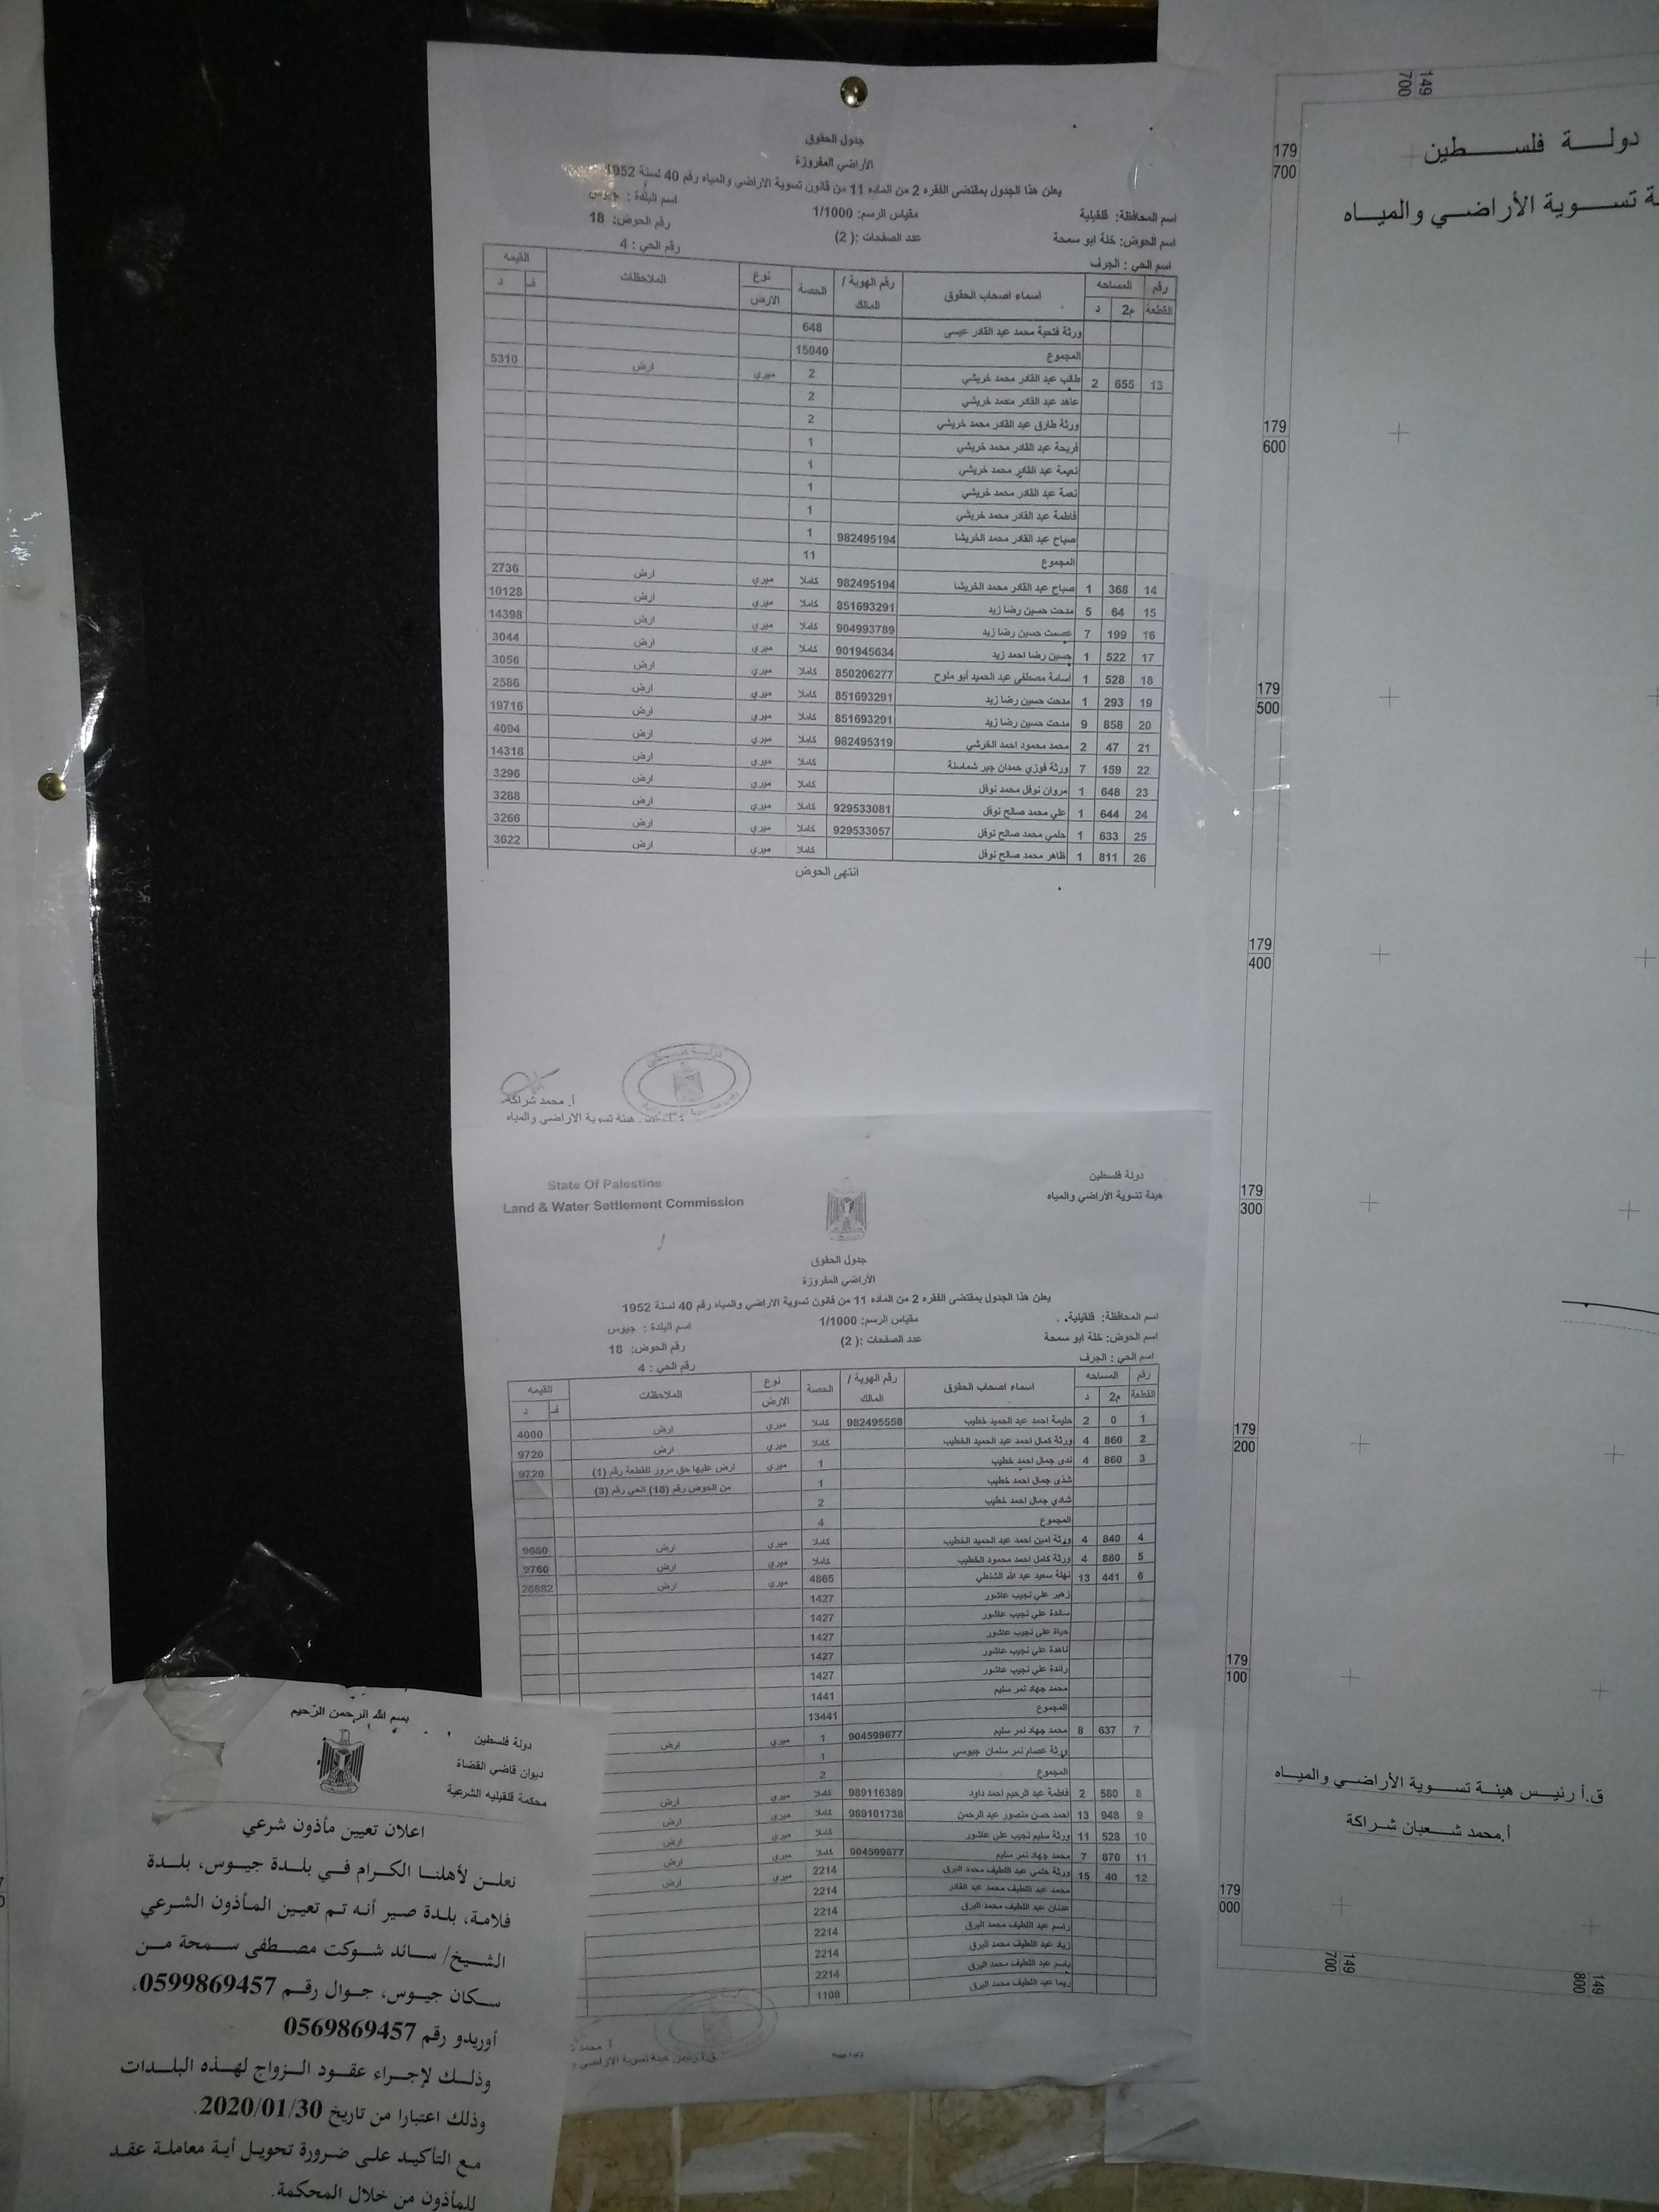 جدول الحقوق
الأراضي المفروزة
يعلن هذا الجدول بمقتضى الفقره 2 من الماده 11 من قانون تسوية الاراضي والمياه رقم 40 لسنة 1952
اسم المحافظة: قلقيلية مقياس الرسم: 1/1000 اسم البلدة :
اسم الحوض: خلة ابو سمحة عدد الصفحات :( 2) رقم الحوض: 18
اسم الحي : الجرف رقم الحي : 4
رقم القطعة المساحه م2 د اسماء اصحاب الحقوق رقم الهوية / المالك الحصة نوع الارض الملاحظات القيمه ف د
ورثة فتحية محمد عبد القادر عيسى 648
المجموع 15040
13 655 2 طالب عبد القادر محمد خريشي 2 ميري ارض 5310
عاهد عبد القادر محمد خريشي 2
ورثة طارق عبد القادر محمد خريشي 2
فريحة عبد القادر محمد خريشي 1
نعيمة عبد القادر محمد خريشي 1
نعمة عبد القادر محمد خريشي 1
فاطمة عبد القادر محمد خريشي 1
صباح عبد القادر محمد الخريشا 982495194 1
المجموع 11
14 368 1 صباح عبد القادر محمد الخريشا 982495194 كاملا ميري ارض 2736
15 64 5 مدحت حسين رضا زيد 851693291 كاملا ميري ارض 10128
16 199 7 عصمت حسين رضا زيد 904993789 كاملا ميري ارض 14398
17 522 1 حسين رضا احمد زيد 901945634 كاملا ميري ارض 3044
18 528 1 اسامة مصطفى عبد الحميد أبو ملوح 850206277 كاملا ميري ارض 3056
19 293 1 مدحت حسين رضا زيد 851693291 كاملا ميري ارض 2586
20 858 9 مدحت حسين رضا زيد 851693291 كاملا ميري ارض 19716
21 47 2 محمد محمود احمد الخرشي 982495319 كاملا ميري ارض 4094
22 159 7 ورثة فوزي حمدان جبر شماسنة كاملا ميري ارض 14318
23 648 1 مروان نوفل محمد نوفل كاملا ميري ارض 3296
24 644 1 علي محمد صالح نوفل 929533081 كاملا ميري ارض 3288
25 633 1 حلمي محمد صالح نوفل 929533057 كاملا ميري ارض 3266
26 811 1 ظاهر محمد صالح نوفل كاملا ميري ارض 3622
انتهى الحوض
أ. محمد شراكة
هيئة تسوية الاراضي والمياه
دولة فلسطين
هيئة تسوية الأراضي والمياه
State Of Palestine
Land & Water Settlement Commission
جدول الحقوق
الأراضي المفروزة
يعلن هذا الجدول بمقتضى الفقره 2 من الماده 11 من قانون تسوية الاراضي والمياه رقم 40 لسنة 1952
اسم المحافظة: قلقيلية. مقياس الرسم: 1/1000 اسم البلدة : جيوس
اسم الحوض: خلة ابو سمحة عدد الصفحات :( 2) رقم الحوض: 18
اسم الحي : الجرف رقم الحي : 4
رقم القطعة المساحه م2 د اسماء اصحاب الحقوق رقم الهوية / المالك الحصة نوع الارض الملاحظات القيمه ف د
1 0 2 حليمة احمد عبد الحميد خطيب 982495558 كاملا ميري ارض 4000
2 860 4 ورثة كمال احمد عبد الحميد الخطيب كاملا ميري ارض 9720
3 860 4 ندى جمال احمد خطيب 1 ميري ارض عليها حق مرور للقطعة رقم (1) 9720
شذى جمال احمد خطيب 1 من الحوض رقم (18) الحي رقم (3)
شادي جمال احمد خطيب 2
المجموع 4
4 840 4 ورثة امين احمد عبد الحميد الخطيب كاملا ميري ارض 9680
5 880 4 ورثة كامل احمد محمود الخطيب كاملا ميري ارض 9760
6 441 13 نهلة سعيد عبد الله الشنطي 4865 ميري ارض 26882
زهير علي نجيب عاشور 1427
ساندة علي نجيب عاشور 1427
حياة علي نجيب عاشور 1427
ناهدة علي نجيب عاشور 1427
رائدة علي نجيب عاشور 1427
محمد جهاد نمر سليم 1441
المجموع 13441
7 637 8 محمد جهاد نمر سليم 904599677 1 ميري ارض
ورثة عصام نمر سلمان جيوسي 1
المجموع 2
8 580 2 فاطمة عبد الرحيم احمد داود 989116389 كاملا ميري ارض
9 948 13 احمد حسن منصور عبد الرحمن 989101738 كاملا ميري ارض
10 528 11 ورثة سليم نجيب علي عاشور كاملا ميري ارض
11 870 7 محمد جهاد نمر سليم 904599677 كاملا ميري ارض
12 40 15 ورثة حلمي عبد اللطيف محمد البرق 2214 ميري ارض
محمد عبد اللطيف محمد عبد القادر 2214
عدنان عبد اللطيف محمد البرق 2214
راسم عبد اللطيف محمد البرق 2214
زياد عبد اللطيف محمد البرق 2214
باسم عبد اللطيف محمد البرق 2214
ريما عبد اللطيف محمد البرق 1108
أ. محمد
ق.أ رئيس هيئة تسوية الاراضي و
بسم الله الرحمن الرّحيم
دولة فلسطين
ديوان قاضي القضاة
محكمة قلقيليه الشرعية
اعلان تعيين مأذون شرعي
نعلن لأهلنا الكرام في بلدة جيوس، بلدة
فلامة، بلدة صير أنه تم تعيين المأذون الشرعي
الشيخ/ سائد شوكت مصطفى سمحة من
سكان جيوس، جوال رقم 0599869457،
أوريدو رقم 0569869457
وذلك لإجراء عقود الزواج لهذه البلدات
وذلك اعتبارا من تاريخ 2020/01/30.
مع التأكيد على ضرورة تحويل أية معاملة عقد
للمأذون من خلال المحكمة.
149 700
دولة فلسطين
ة تسوية الأراضي والمياه
179 700
179 600
179 500
179 400
179 300
179 200
179 100
179 000
ق.أ رئيس هيئة تسوية الأراضي والمياه
أ.محمد شعبان شراكة
149 700
149 800